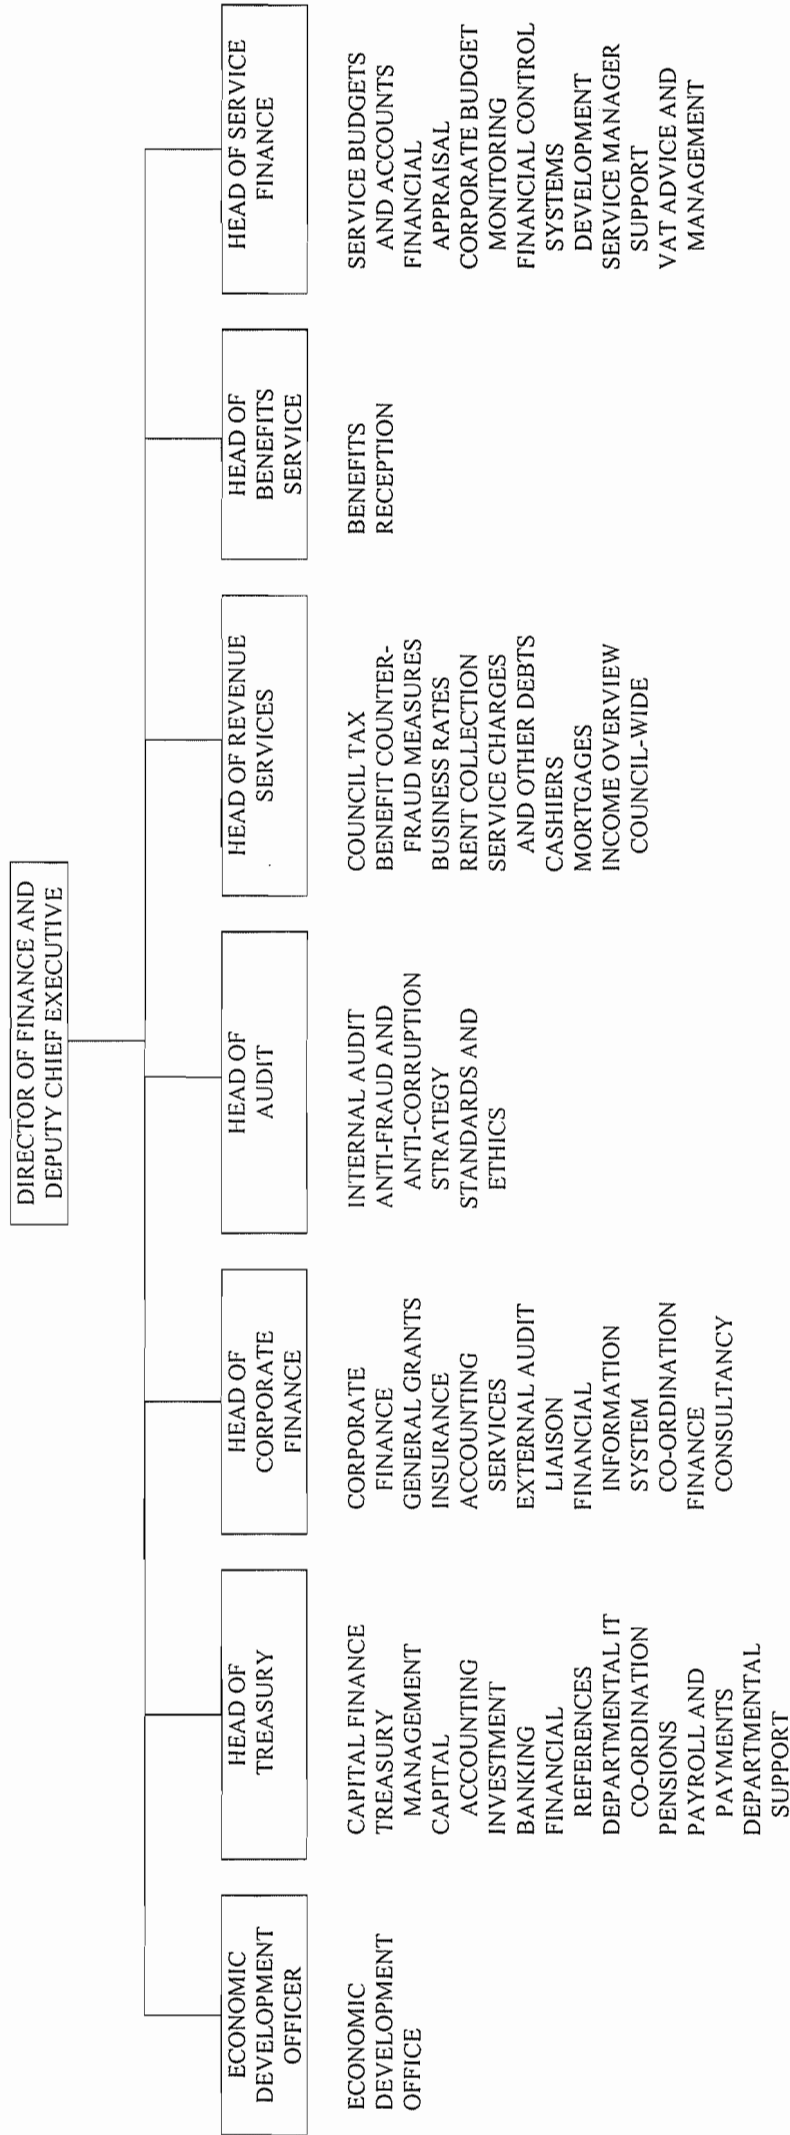 DIRECTOR OF FINANCE AND
DEPUTY CHIEF EXECUTIVE
ECONOMIC
DEVELOPMENT
OFFICER
ECONOMIC
DEVELOPMENT
OFFICE
HEAD OF
TREASURY
CAPITAL FINANCE
TREASURY
MANAGEMENT
CAPITAL
ACCOUNTING
INVESTMENT
BANKING
FINANCIAL
REFERENCES
DEPARTMENTAL IT
CO-ORDINATION
PENSIONS
PAYROLL AND
PAYMENTS
DEPARTMENTAL
SUPPORT
HEAD OF
CORPORATE
FINANCE
CORPORATE
FINANCE
GENERAL GRANTS
INSURANCE
ACCOUNTING
SERVICES
EXTERNAL AUDIT
LIAISON
FINANCIAL
INFORMATION
SYSTEM
CO-ORDINATION
FINANCE
CONSULTANCY
HEAD OF
AUDIT
INTERNAL AUDIT
ANTI-FRAUD AND
ANTI-CORRUPTION
STRATEGY
STANDARDS AND
ETHICS
HEAD OF REVENUE
SERVICES
COUNCIL TAX
BENEFIT COUNTER-
FRAUD MEASURES
BUSINESS RATES
RENT COLLECTION
SERVICE CHARGES
AND OTHER DEBTS
CASHIERS
MORTGAGES
INCOME OVERVIEW
COUNCIL-WIDE
HEAD OF
BENEFITS
SERVICE
BENEFITS
RECEPTION
HEAD OF SERVICE
FINANCE
SERVICE BUDGETS
AND ACCOUNTS
FINANCIAL
APPRAISAL
CORPORATE BUDGET
MONITORING
FINANCIAL CONTROL
SYSTEMS
DEVELOPMENT
SERVICE MANAGER
SUPPORT
VAT ADVICE AND
MANAGEMENT